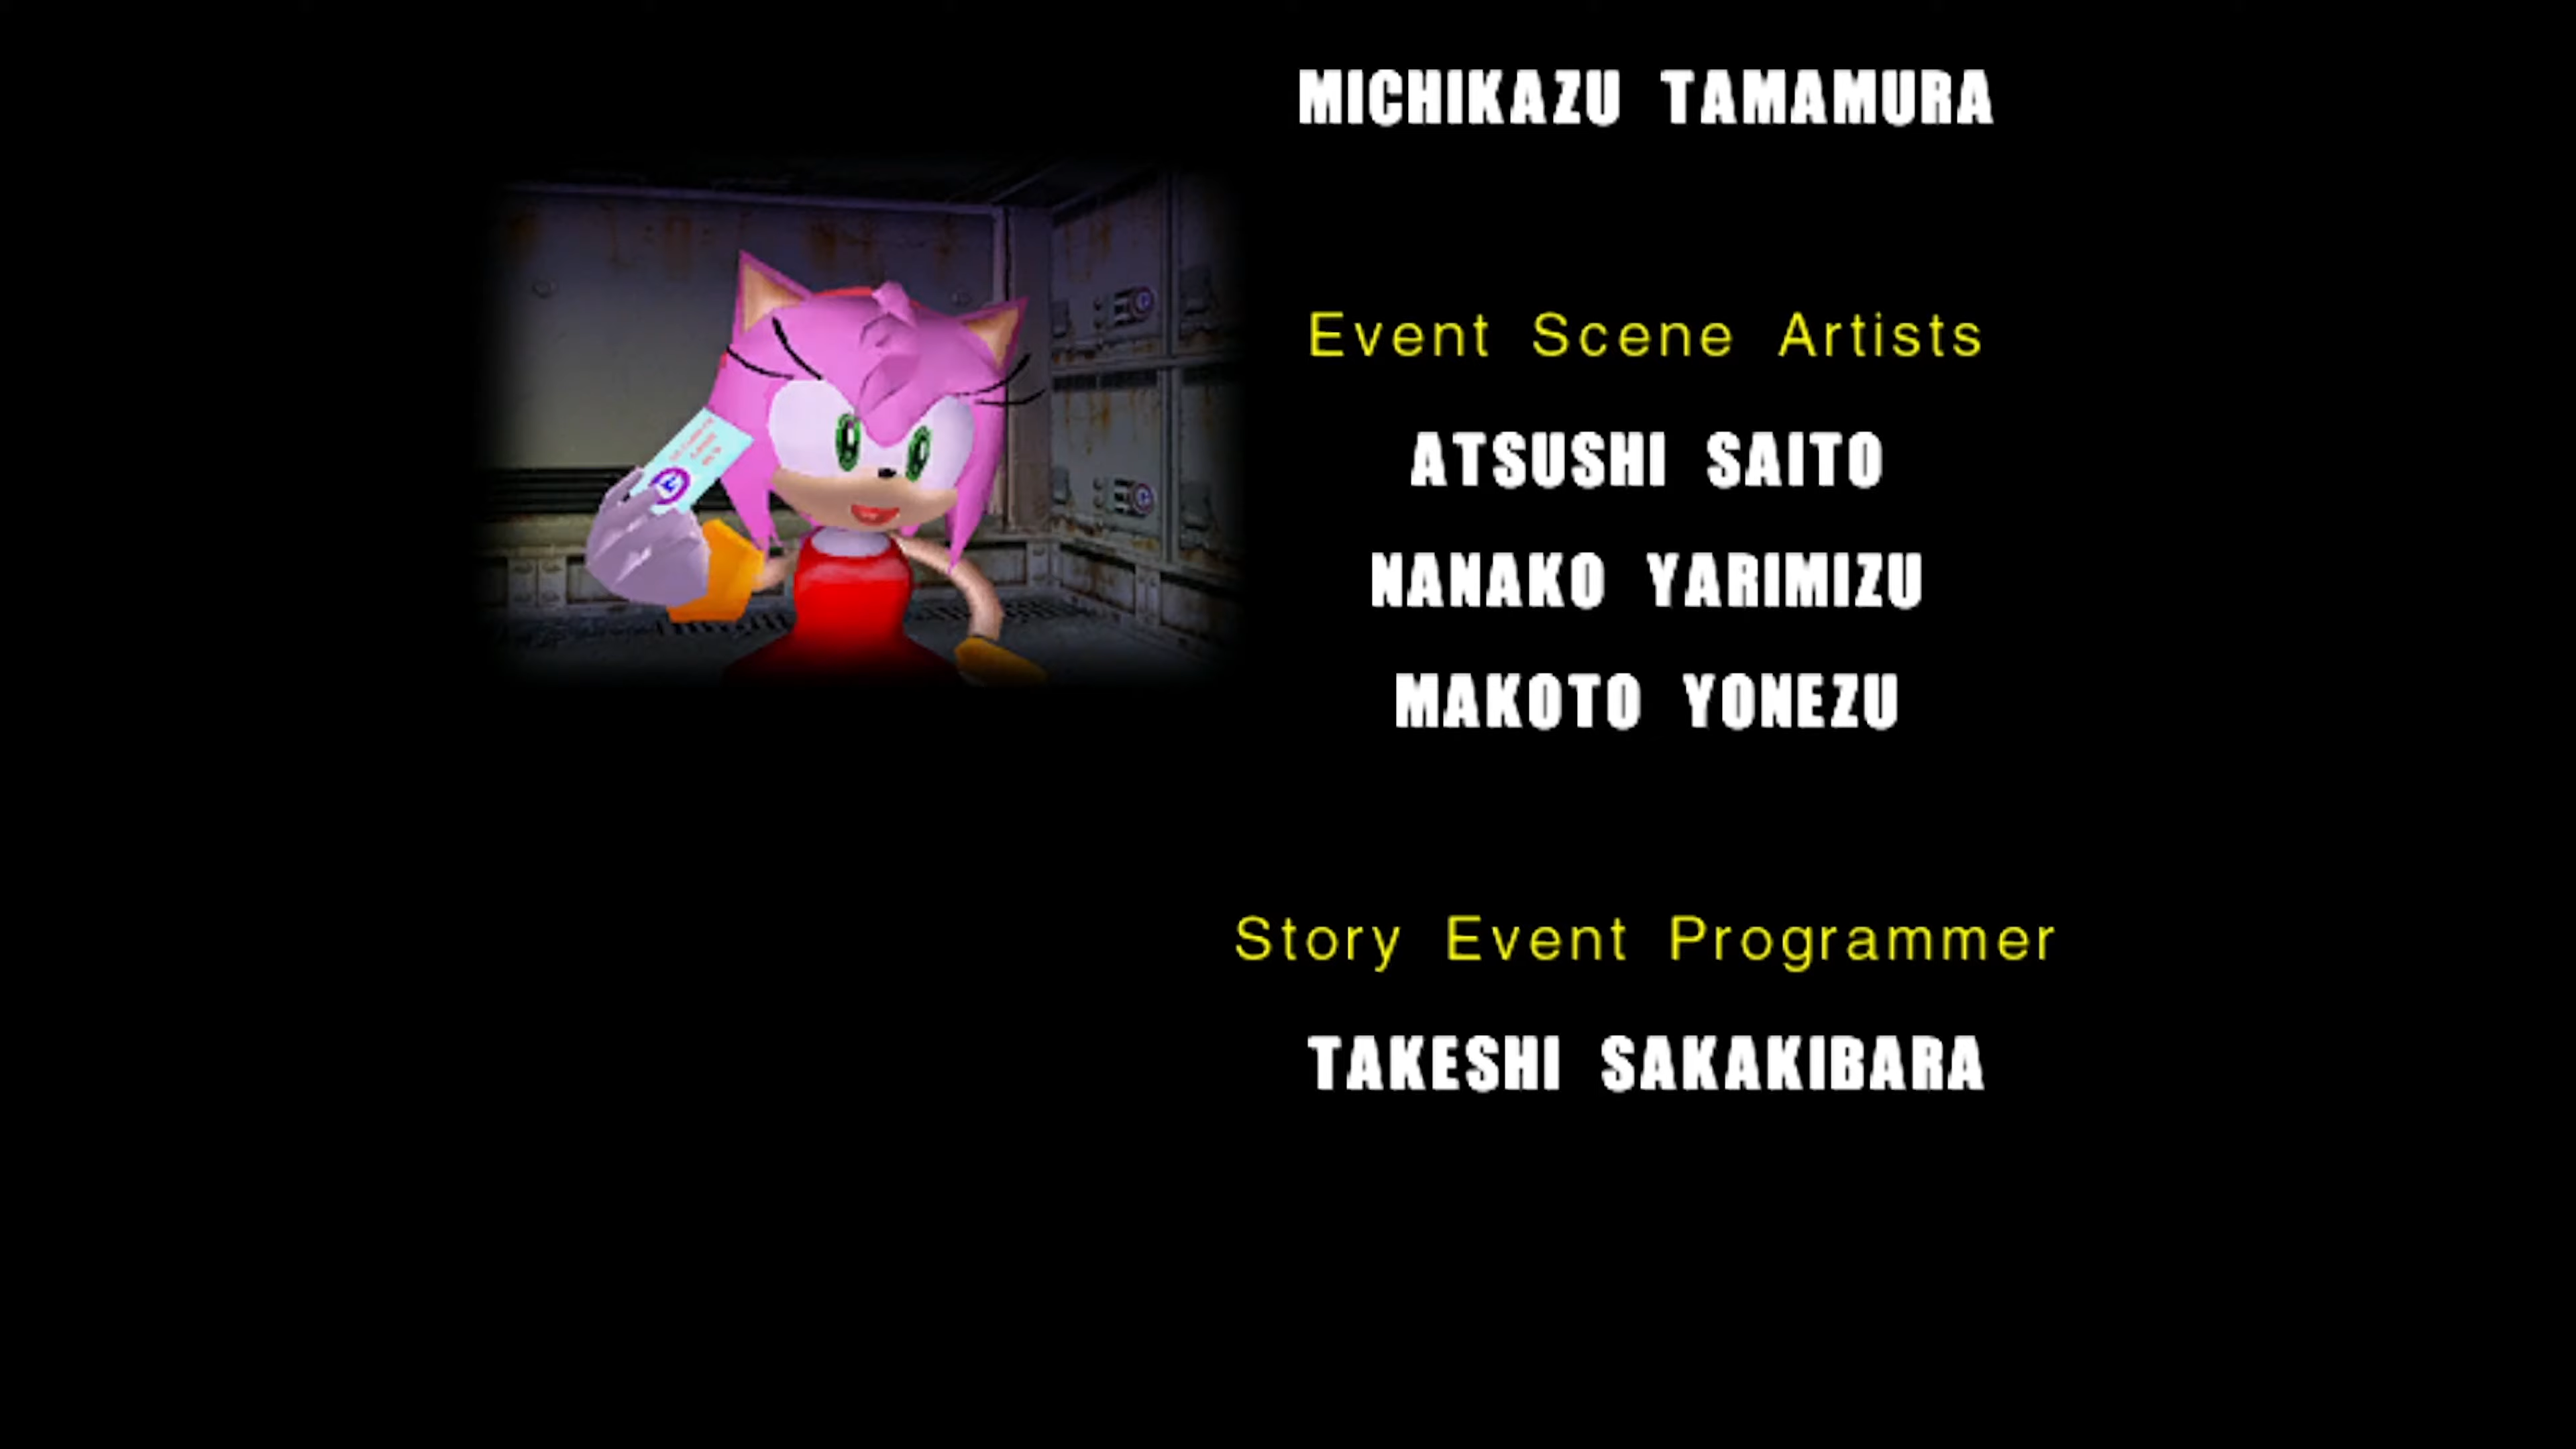 MICHIKAZU TAMAMURA
Event Scene Artists
ATSUSHI SAITO
NANAKO YARIMIZU
MAKOTO YONEZU
Story Event Programmer
TAKESHI SAKAKIBARA